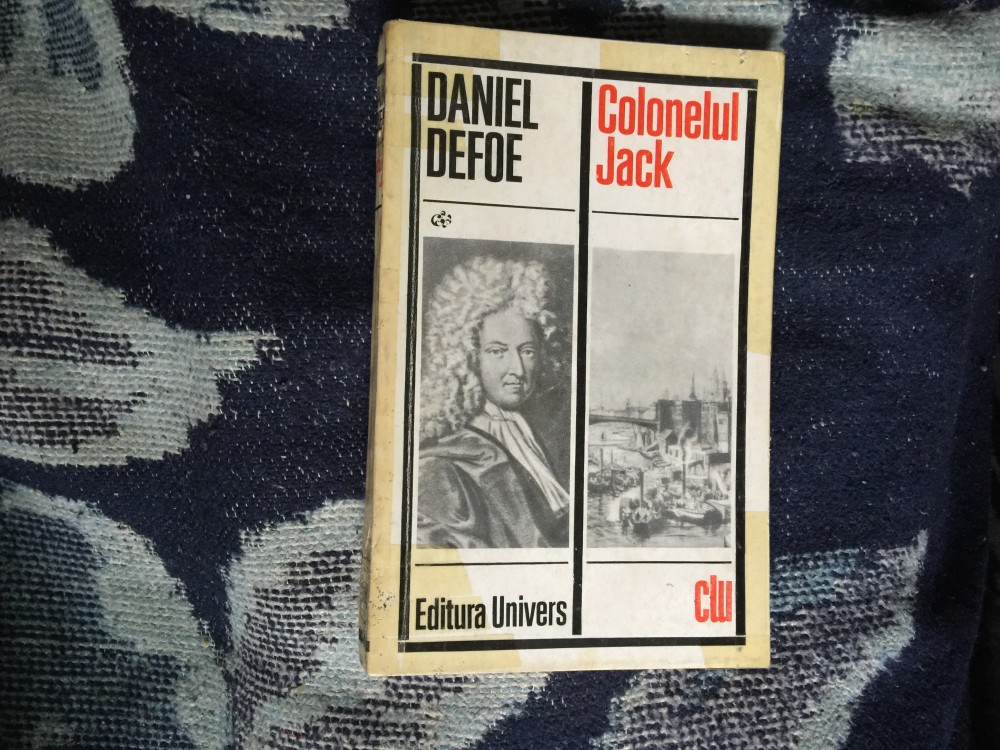 DANIEL
DEFOE
Colonelul
Jack
Editura Univers
clu